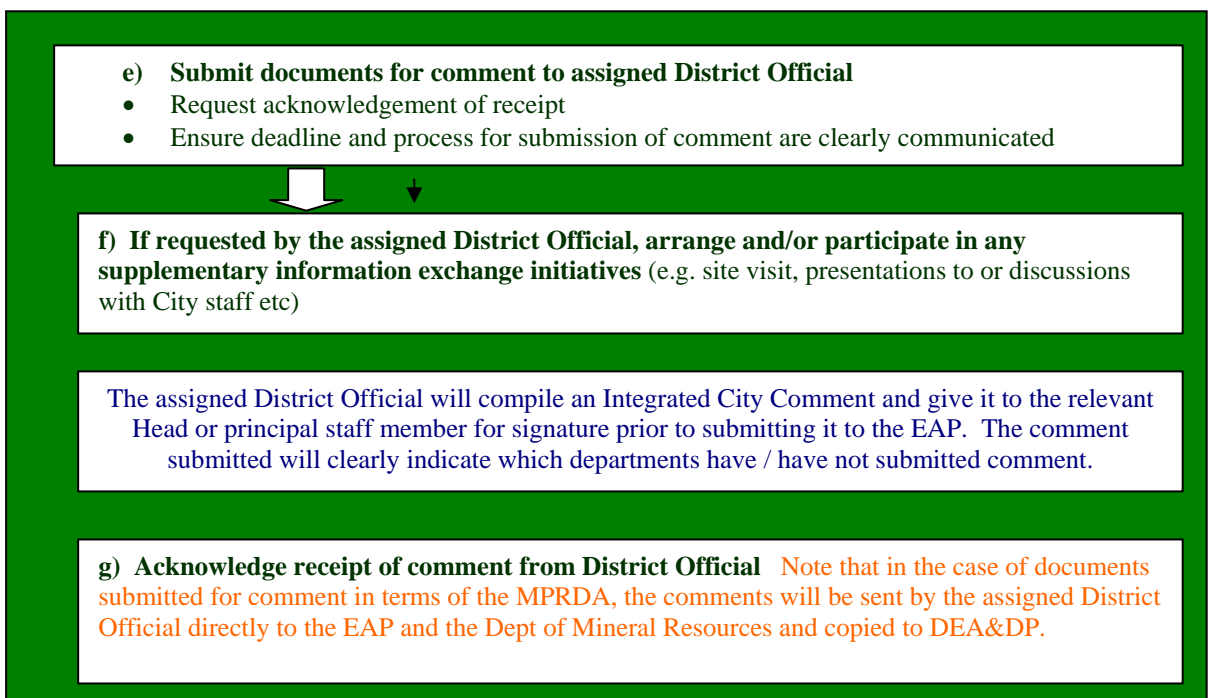 e) Submit documents for comment to assigned District Official
• Request acknowledgement of receipt
• Ensure deadline and process for submission of comment are clearly communicated
f) If requested by the assigned District Official, arrange and/or participate in any
supplementary information exchange initiatives (e.g. site visit, presentations to or discussions
with City staff etc)
The assigned District Official will compile an Integrated City Comment and give it to the relevant
Head or principal staff member for signature prior to submitting it to the EAP. The comment
submitted will clearly indicate which departments have / have not submitted comment.
g) Acknowledge receipt of comment from District Official Note that in the case of documents
submitted for comment in terms of the MPRDA, the comments will be sent by the assigned District
Official directly to the EAP and the Dept of Mineral Resources and copied to DEA&DP.